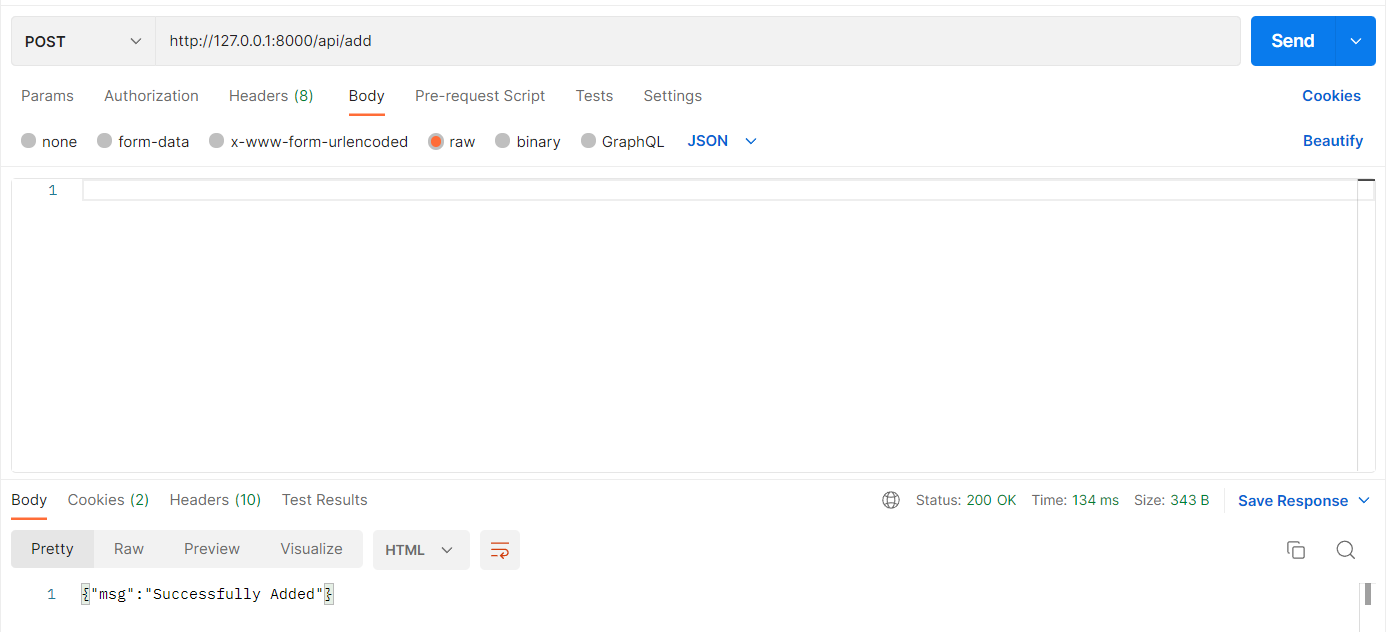 POST http://127.0.0.1:8000/api/add Send
Params Authorization Headers (8) Body Pre-request Script Tests Settings Cookies
none form-data x-www-form-urlencoded raw binary GraphQL JSON Beautify
1
Body Cookies (2) Headers (10) Test Results Status: 200 OK Time: 134 ms Size: 343 B Save Response
Pretty Raw Preview Visualize HTML
1 {"msg":"Successfully Added"}